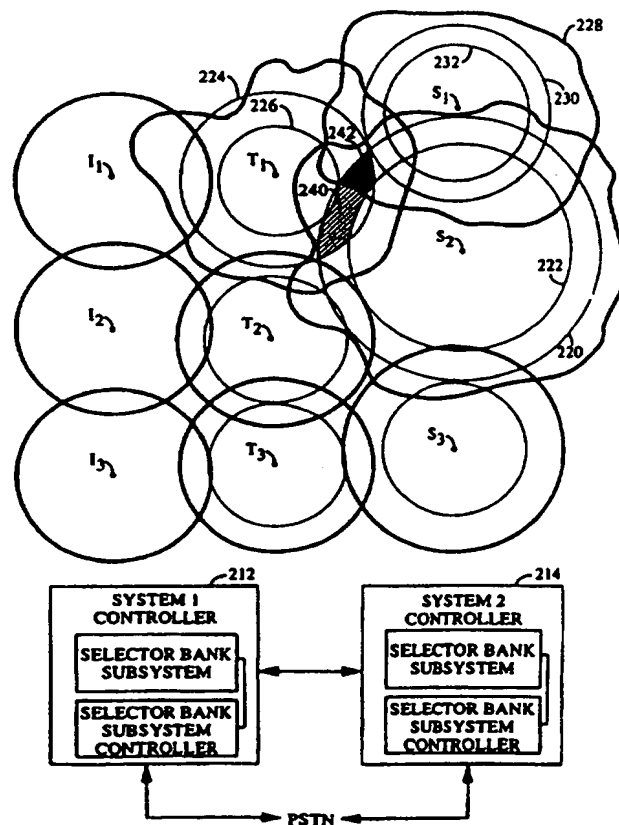 228
224
232
230
S1
226
242
I1
T1
240
S2
222
I2
T2
220
I3
T3
S3
212
214
SYSTEM 1
CONTROLLER
SELECTOR BANK
SUBSYSTEM
SELECTOR BANK
SUBSYSTEM
CONTROLLER
SYSTEM 2
CONTROLLER
SELECTOR BANK
SUBSYSTEM
SELECTOR BANK
SUBSYSTEM
CONTROLLER
PSTN